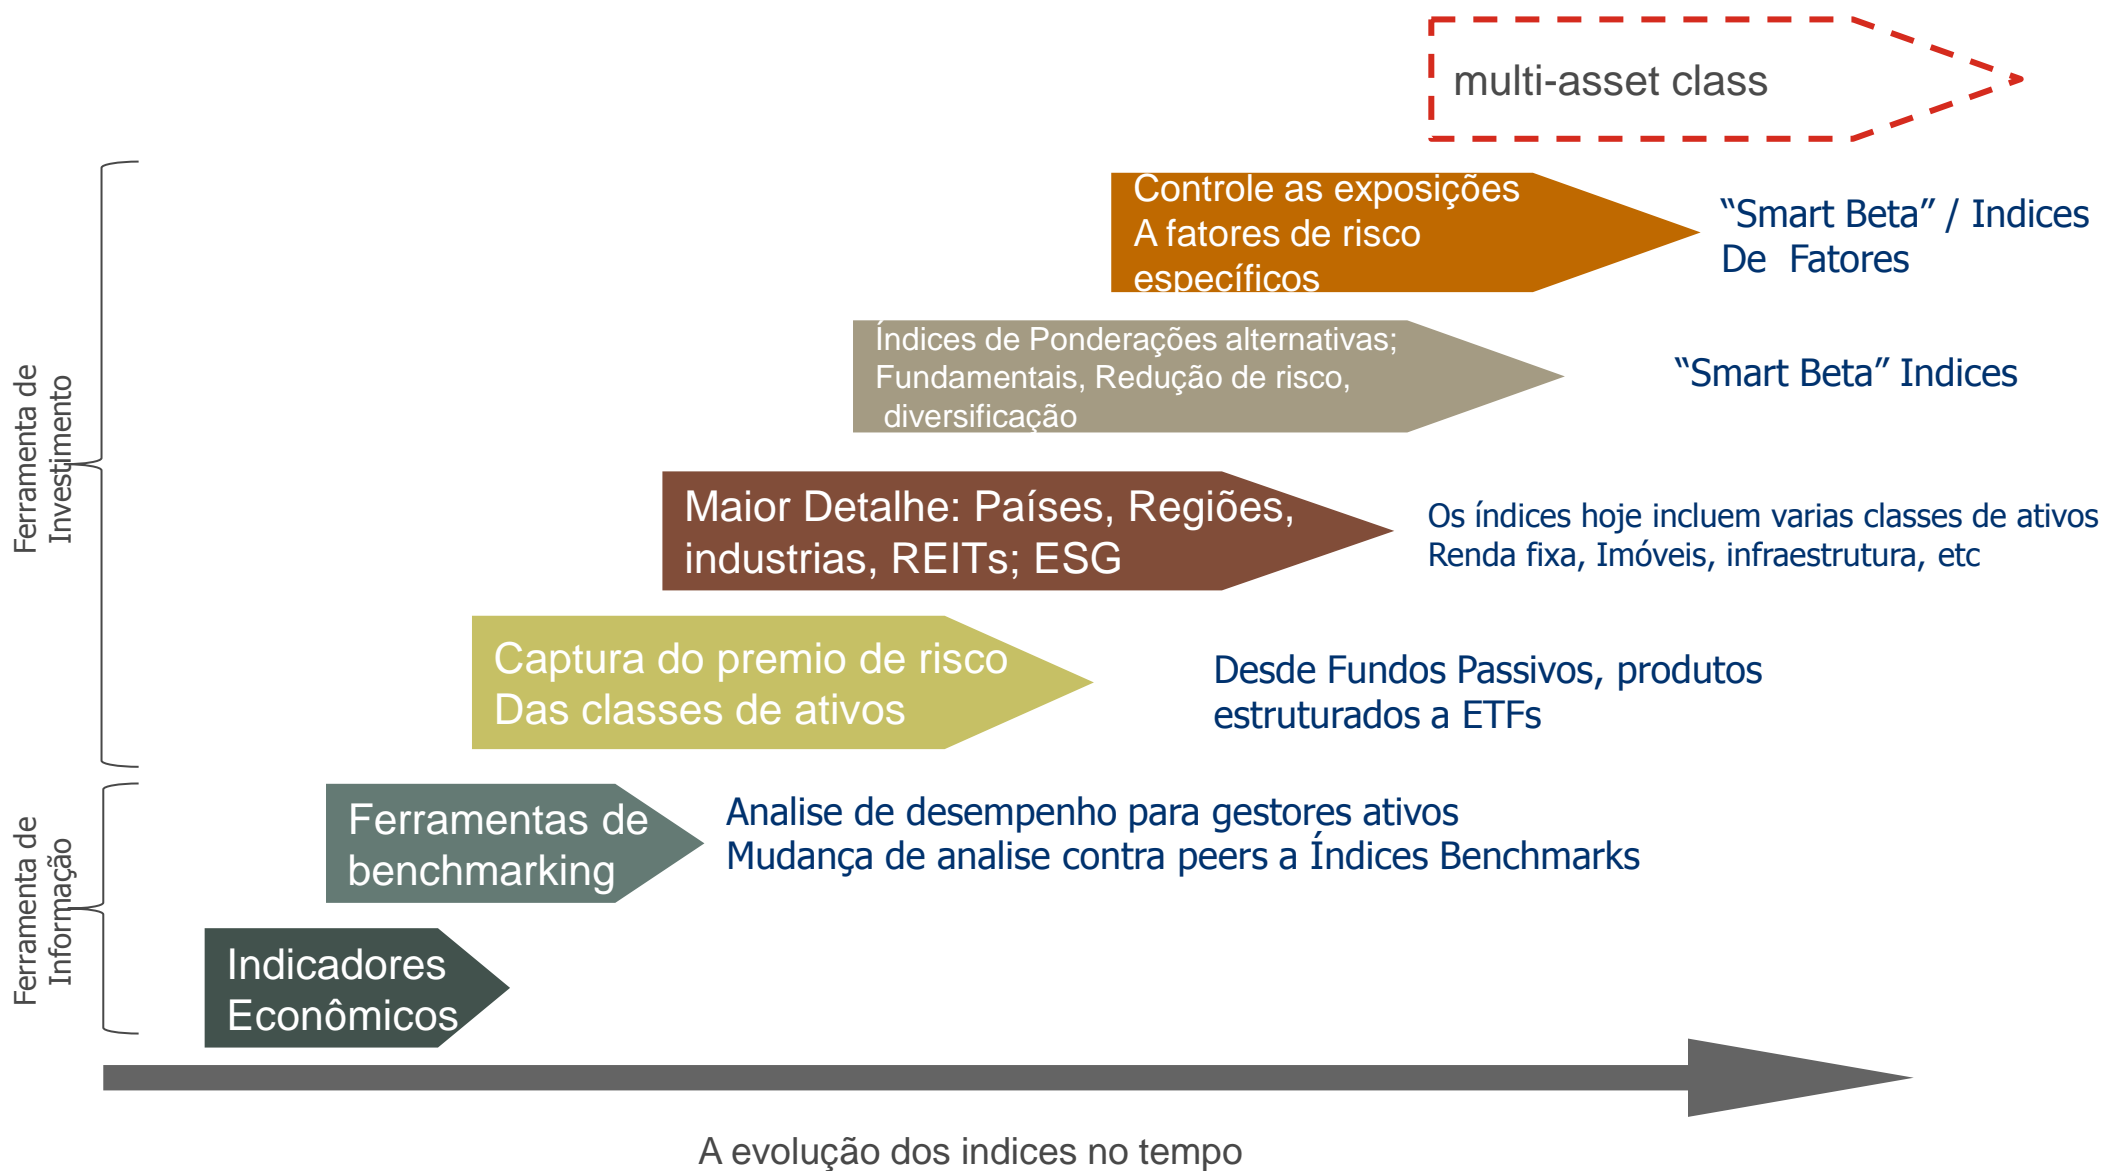 multi-asset class
Controle as exposições
A fatores de risco
específicos
“Smart Beta” / Indices
De  Fatores
Índices de Ponderações alternativas;
Fundamentais, Redução de risco,
diversificação
“Smart Beta” Indices
Ferramenta de
Investimento
Maior Detalhe: Países, Regiões,
industrias, REITs; ESG
Os índices hoje incluem varias classes de ativos
Renda fixa, Imóveis, infraestrutura, etc
Captura do premio de risco
Das classes de ativos
Desde Fundos Passivos, produtos
estruturados a ETFs
Ferramenta de
Informação
Ferramentas de
benchmarking
Analise de desempenho para gestores ativos
Mudança de analise contra peers a Índices Benchmarks
Indicadores
Econômicos
A evolução dos indices no tempo